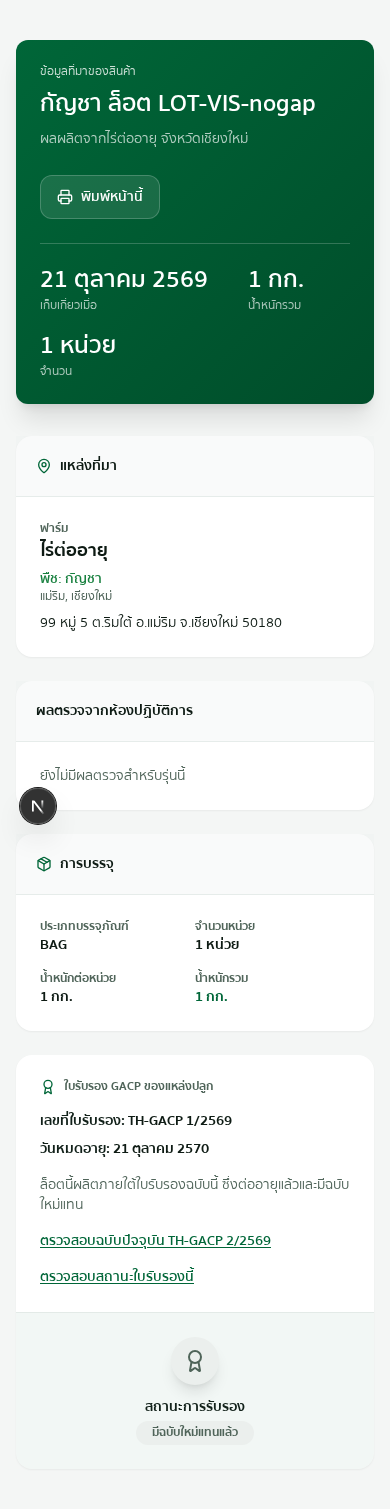 ข้อมูลที่มาของสินค้า
กัญชา ล็อต LOT-VIS-nogap
ผลผลิตจากไร่ต่ออายุ จังหวัดเชียงใหม่
พิมพ์หน้านี้
21 ตุลาคม 2569
เก็บเกี่ยวเมื่อ
1 กก.
น้ำหนักรวม
1 หน่วย
จำนวน
แหล่งที่มา
ฟาร์ม
ไร่ต่ออายุ
พืช: กัญชา
แม่ริม, เชียงใหม่
99 หมู่ 5 ต.ริมใต้ อ.แม่ริม จ.เชียงใหม่ 50180
ผลตรวจจากห้องปฏิบัติการ
ยังไม่มีผลตรวจสำหรับรุ่นนี้
N
การบรรจุ
ประเภทบรรจุภัณฑ์
BAG
จำนวนหน่วย
1 หน่วย
น้ำหนักต่อหน่วย
1 กก.
น้ำหนักรวม
1 กก.
ใบรับรอง GACP ของแหล่งปลูก
เลขที่ใบรับรอง: TH-GACP 1/2569
วันหมดอายุ: 21 ตุลาคม 2570
ล็อตนี้ผลิตภายใต้ใบรับรองฉบับนี้ ซึ่งต่ออายุแล้วและมีฉบับ
ใหม่แทน
ตรวจสอบฉบับปัจจุบัน TH-GACP 2/2569
ตรวจสอบสถานะใบรับรองนี้
สถานะการรับรอง
มีฉบับใหม่แทนแล้ว